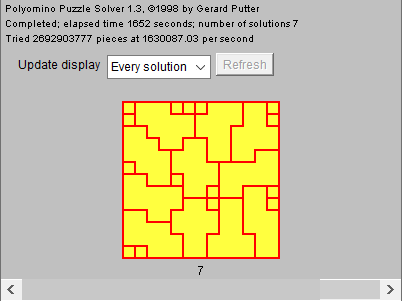 Polyomino Puzzle Solver 1.3, ©1998 by Gerard Putter
Completed; elapsed time 1652 seconds; number of solutions 7
Tried 2692903777 pieces at 1630087.03 per second
Update display Every solution Refresh
7